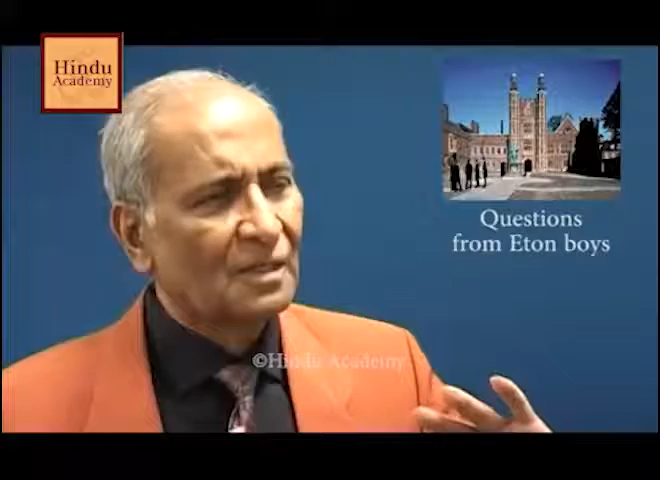 Hindu
Academy
Questions
from Eton boys
©Hindu Academy